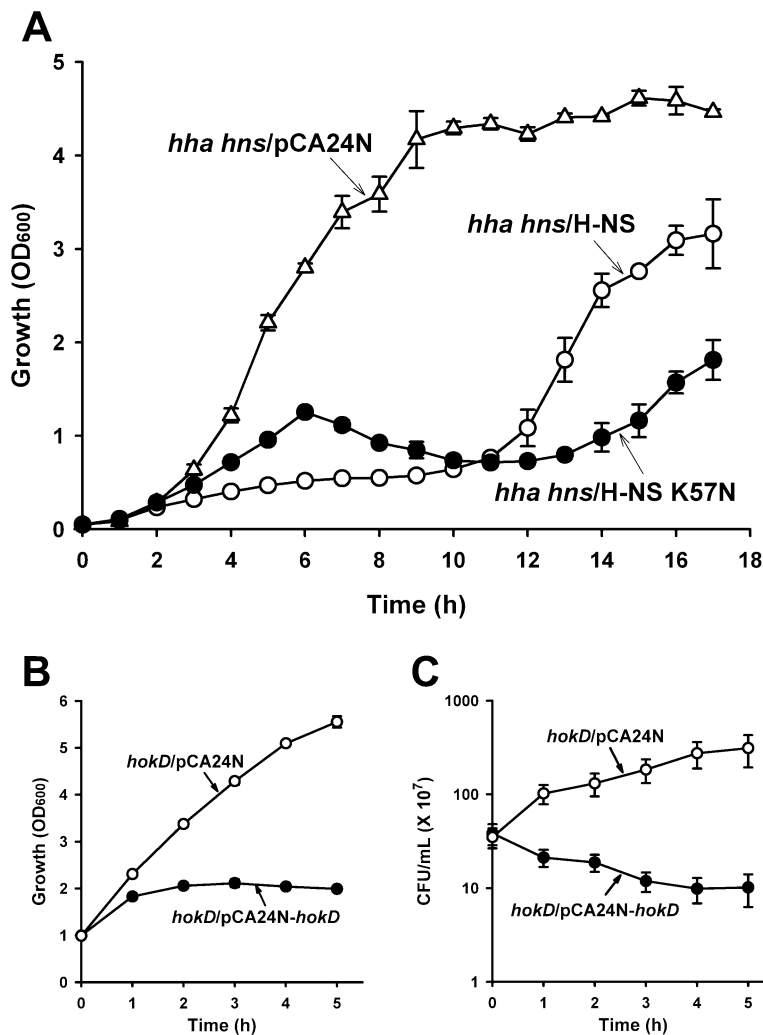 A
5
4
3
2
1
0
Growth (OD600)
hha hns/pCA24N
hha hns/H-NS
hha hns/H-NS K57N
0 2 4 6 8 10 12 14 16 18
Time (h)
B
6
5
4
3
2
1
0
Growth (OD600)
hokD/pCA24N
hokD/pCA24N-hokD
0 1 2 3 4 5
Time (h)
C
1000
100
10
1
CFU/mL (X 10⁷)
hokD/pCA24N
hokD/pCA24N-hokD
0 1 2 3 4 5
Time (h)